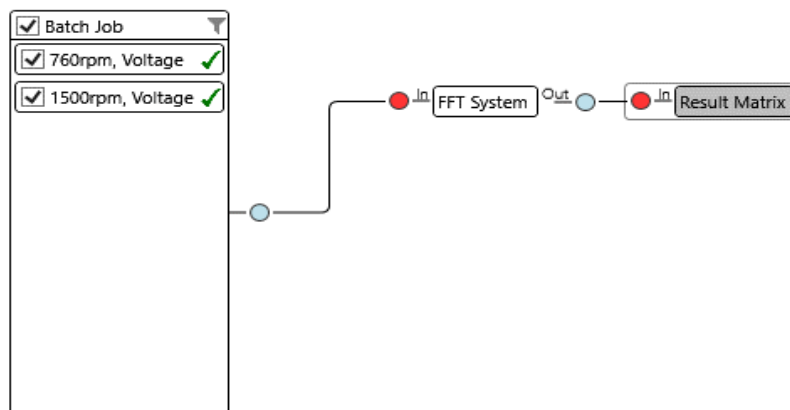 Batch Job
760rpm, Voltage
1500rpm, Voltage
In
FFT System
Out
In
Result Matrix